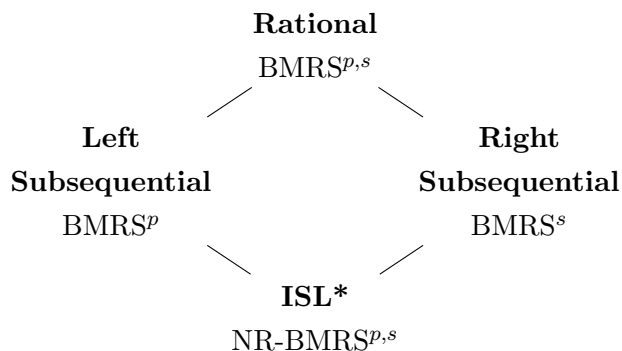 Rational
BMRS^{p,s}
Left
Subsequential
BMRS^p
Right
Subsequential
BMRS^s
ISL*
NR-BMRS^{p,s}